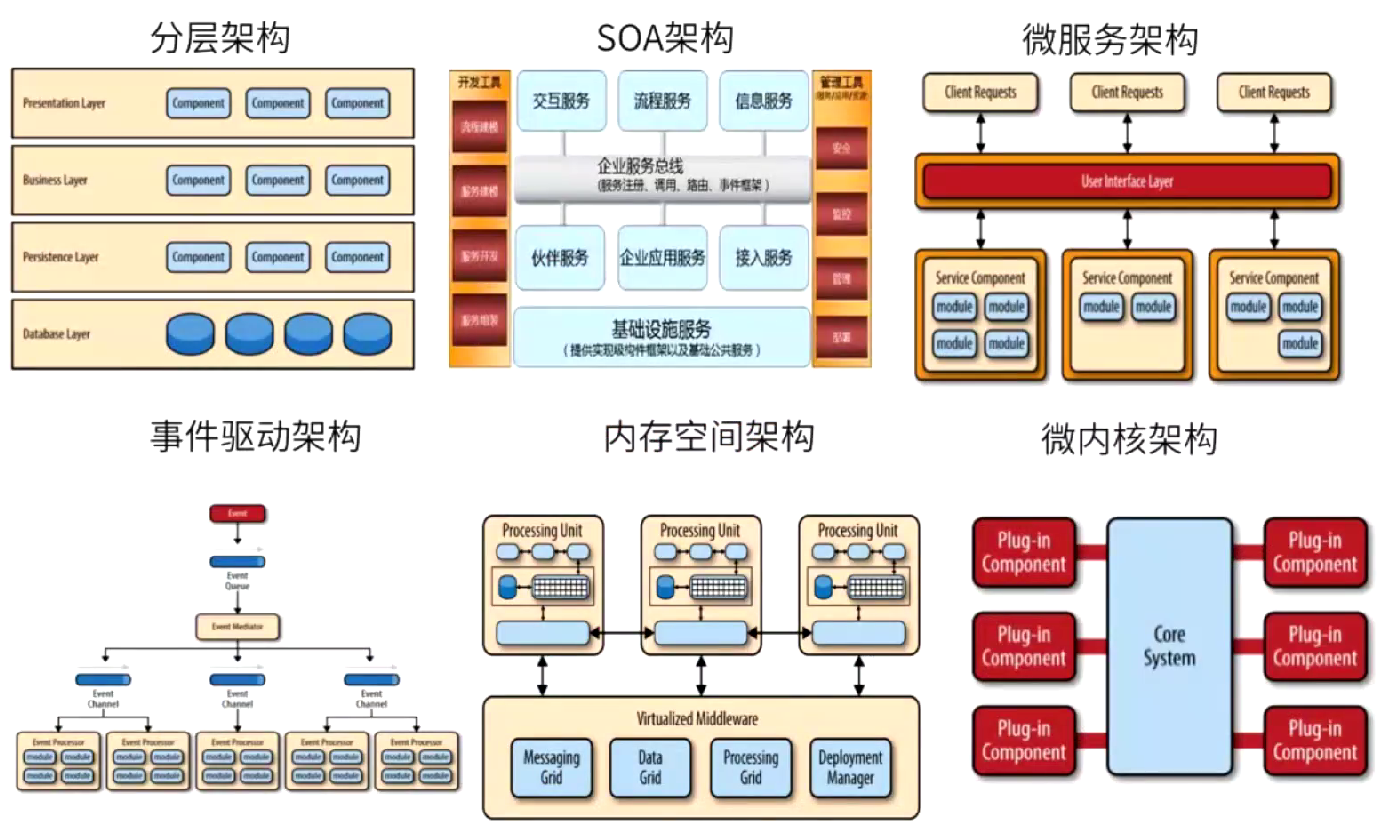 分层架构
Presentation Layer
Component
Component
Component
Business Layer
Component
Component
Component
Persistence Layer
Component
Component
Component
Database Layer
SOA架构
开发工具
流程建模
服务建模
服务开发
服务组装
交互服务
流程服务
信息服务
企业服务总线
(服务注册、调用、路由、事件框架)
伙伴服务
企业应用服务
接入服务
基础设施服务
(提供实现级构件框架以及基础公共服务)
管理工具
(服务/应用/资源)
安全
监控
管理
部署
微服务架构
Client Requests
Client Requests
Client Requests
User Interface Layer
Service Component
module
module
module
module
Service Component
module
module
Service Component
module
module
module
事件驱动架构
Event
Event
Queue
Event Mediator
Event
Channel
Event
Channel
Event
Channel
Event Processor
module
module
module
module
Event Processor
module
module
module
module
Event Processor
module
module
module
module
Event Processor
module
module
module
module
Event Processor
module
module
module
module
内存空间架构
Processing Unit
Processing Unit
Processing Unit
Virtualized Middleware
Messaging
Grid
Data
Grid
Processing
Grid
Deployment
Manager
微内核架构
Plug-in
Component
Plug-in
Component
Plug-in
Component
Core
System
Plug-in
Component
Plug-in
Component
Plug-in
Component